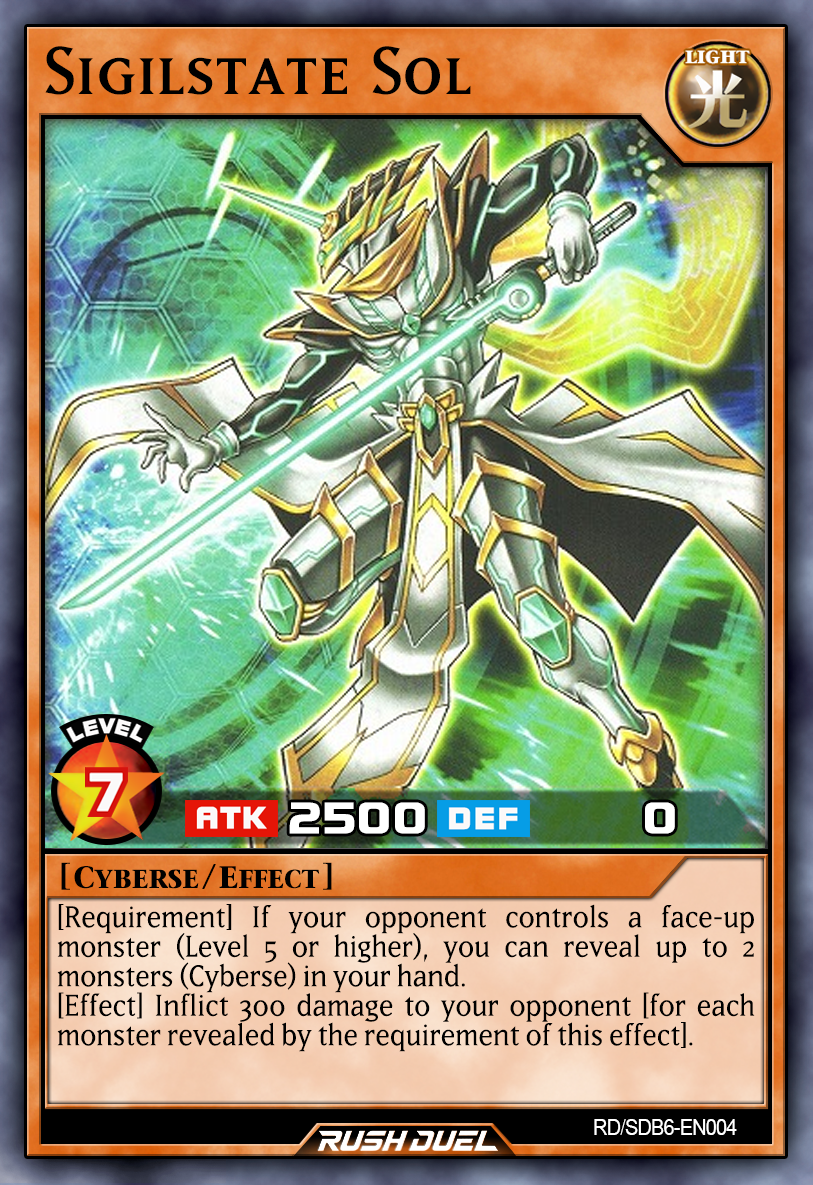 Sigilstate Sol
LIGHT
光
LEVEL
7
ATK 2500 DEF 0
[Cyberse/Effect]
[Requirement] If your opponent controls a face-up
monster (Level 5 or higher), you can reveal up to 2
monsters (Cyberse) in your hand.
[Effect] Inflict 300 damage to your opponent [for each
monster revealed by the requirement of this effect].
RD/SDB6-EN004
RUSH DUEL